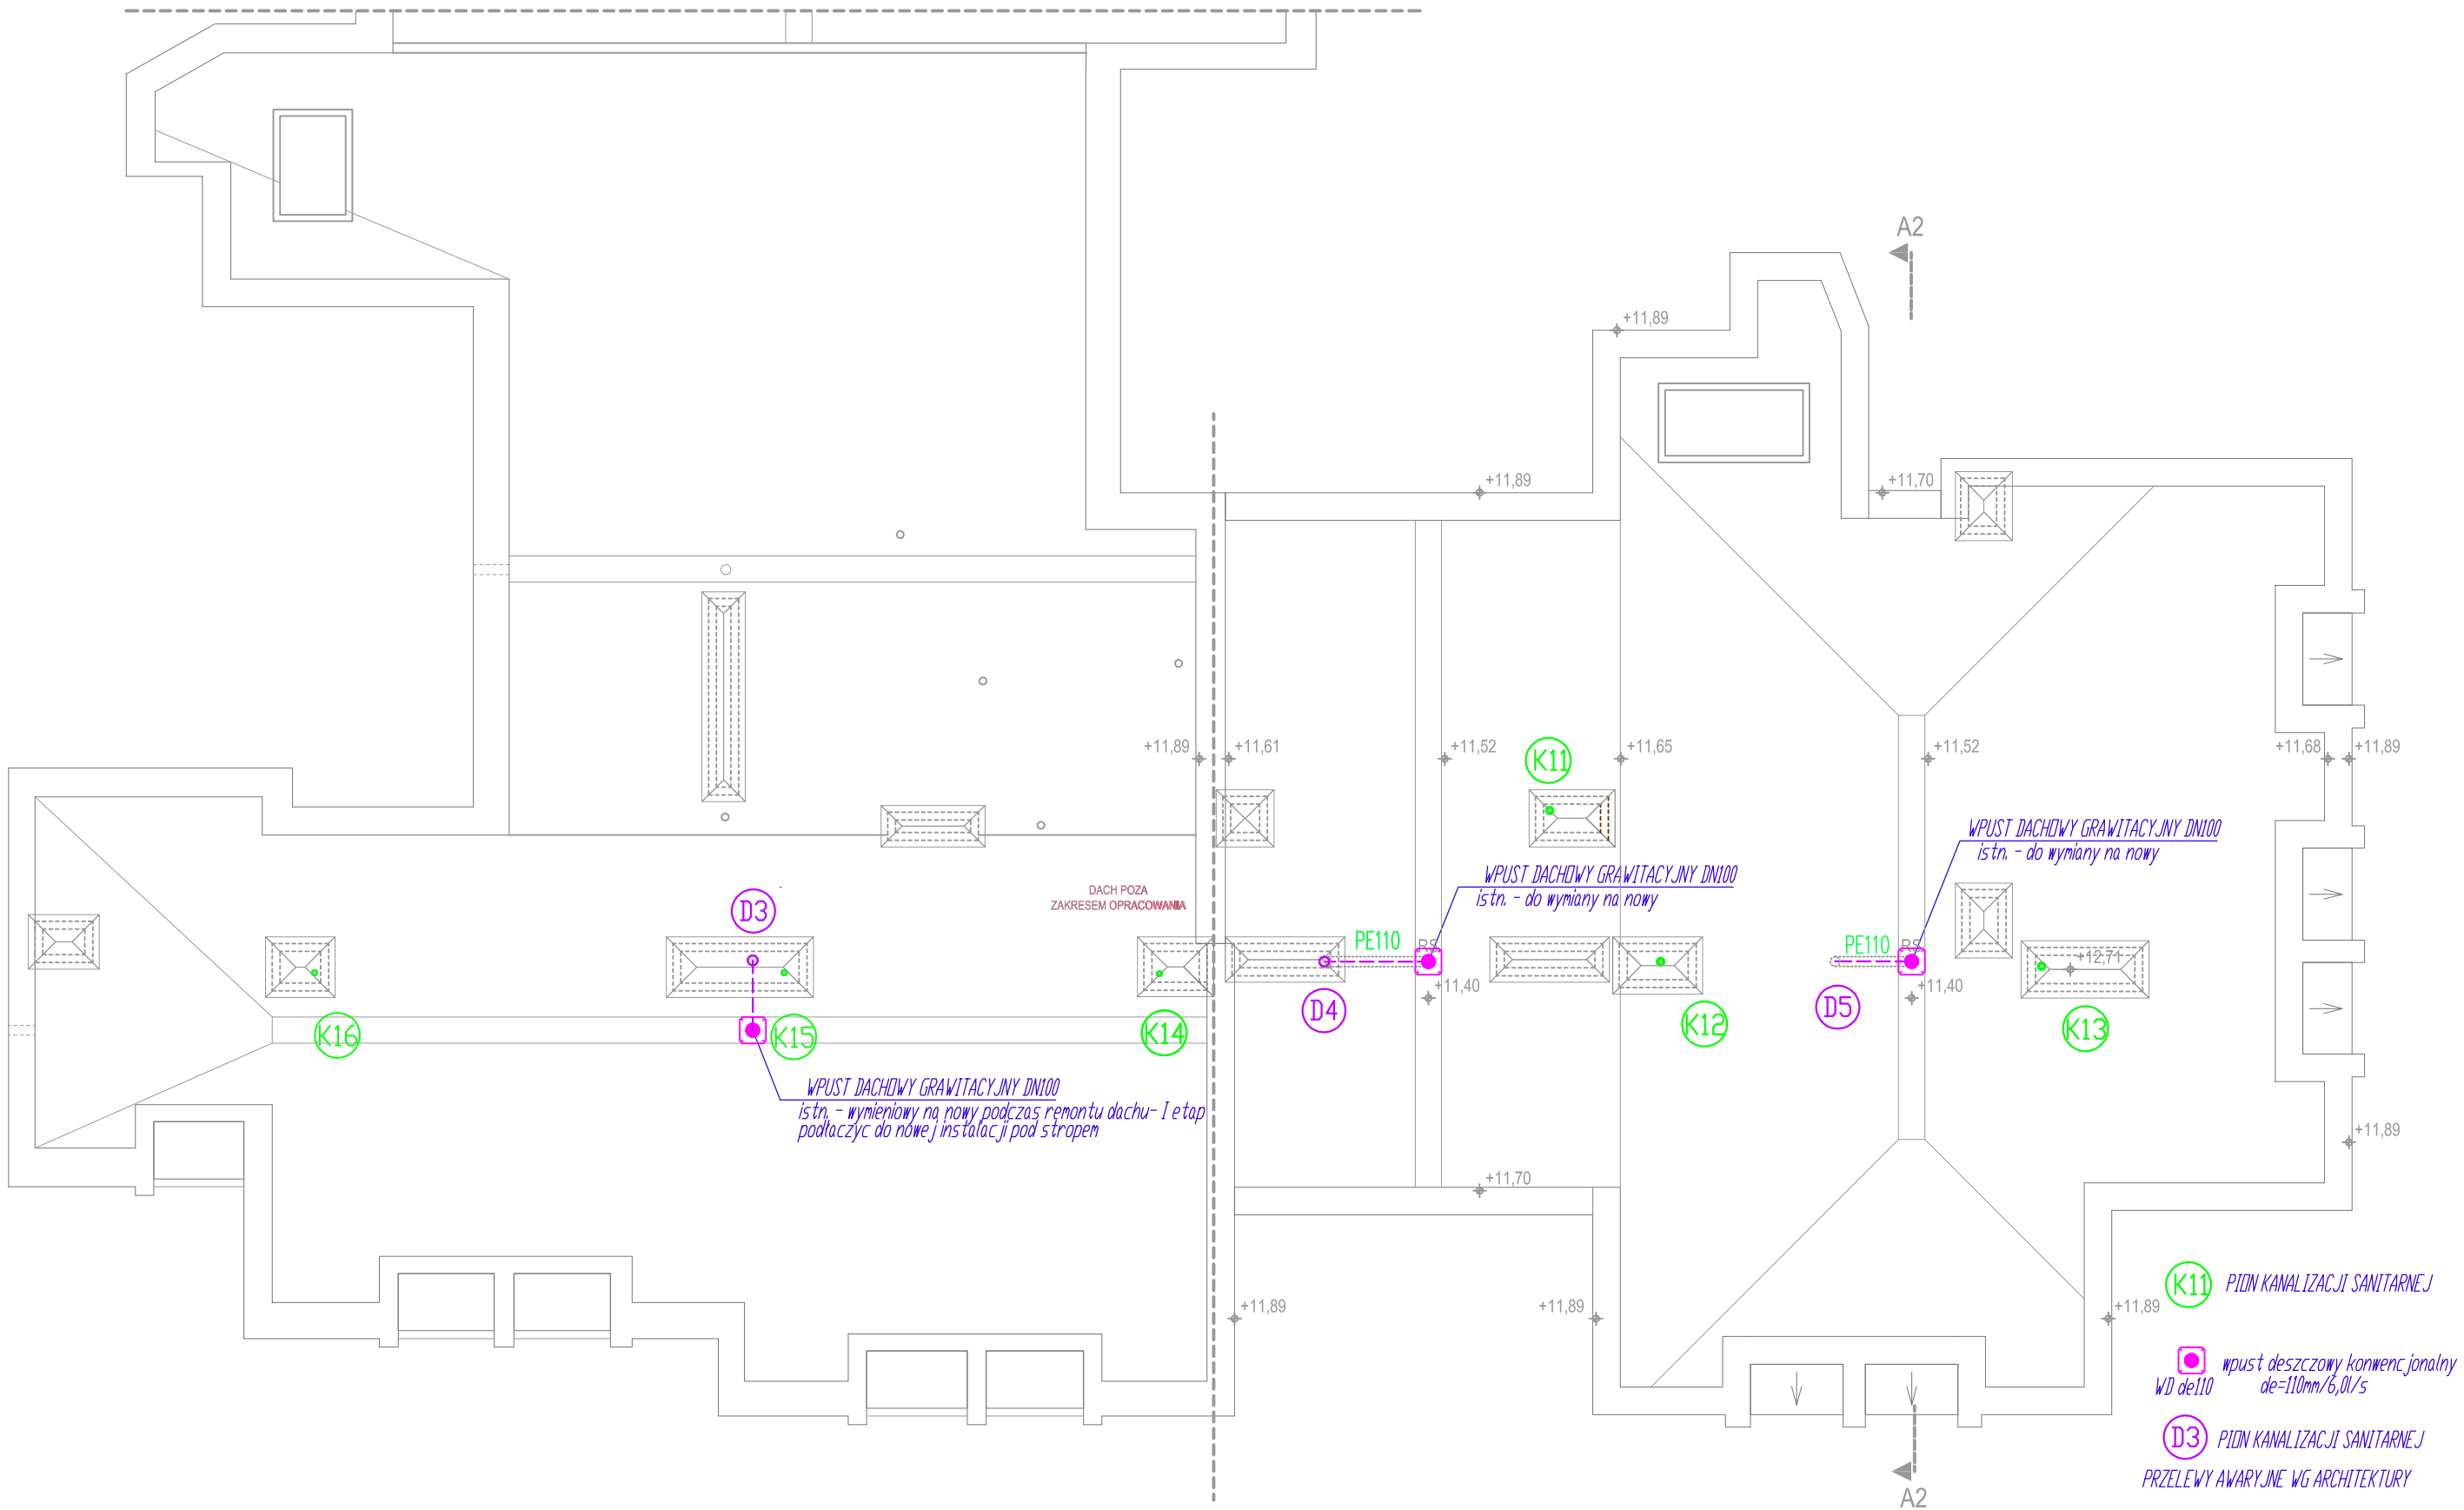 A2
+11,89
+11,89
+11,70
+11,89
+11,61
+11,52
K11
+11,65
+11,52
+11,68
+11,89
WPUST DACHOWY GRAWITACYJNY DN100
istn. - do wymiany na nowy
WPUST DACHOWY GRAWITACYJNY DN100
istn. - do wymiany na nowy
DACH POZA
ZAKRESEM OPRACOWANIA
D3
PE110
PE110
+12,71
+11,40
+11,40
D4
D5
K16
K15
K14
K12
K13
WPUST DACHOWY GRAWITACYJNY DN100
istn. - wymieniowy na nowy podczas remontu dachu- I etap
podłaczyc do nowej instalacji pod stropem
+11,89
+11,70
+11,89
+11,89
+11,89
K11 PION KANALIZACJI SANITARNEJ
wpust deszczowy konwencjonalny
WD de110 de=110mm/6,0l/s
D3 PION KANALIZACJI SANITARNEJ
PRZELEWY AWARYJNE WG ARCHITEKTURY
A2